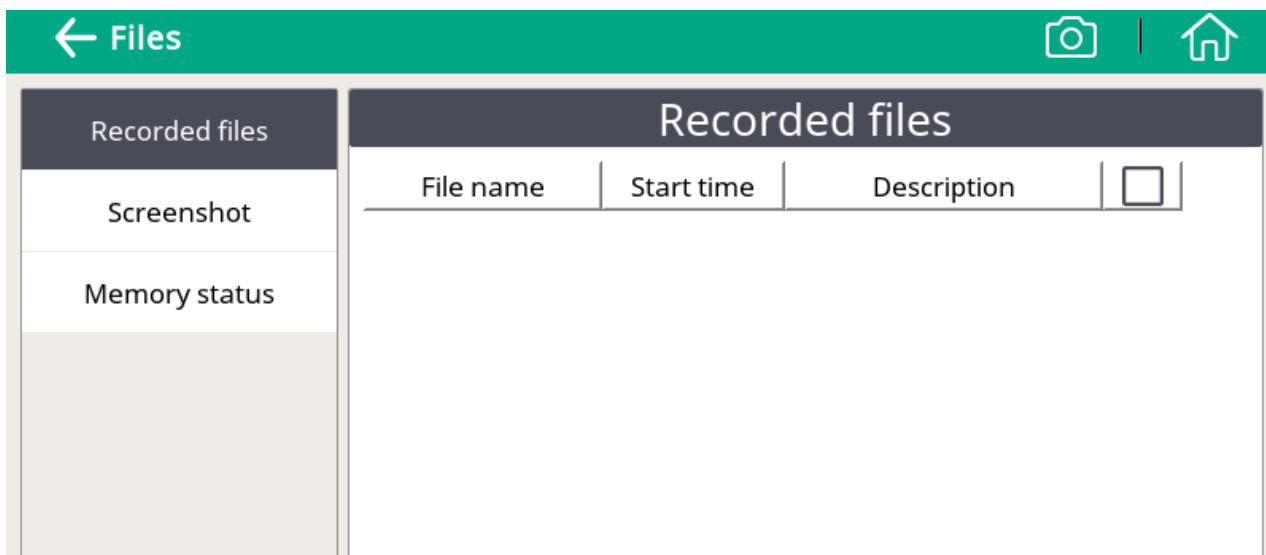 Files
Recorded files
Screenshot
Memory status
Recorded files
File name Start time Description